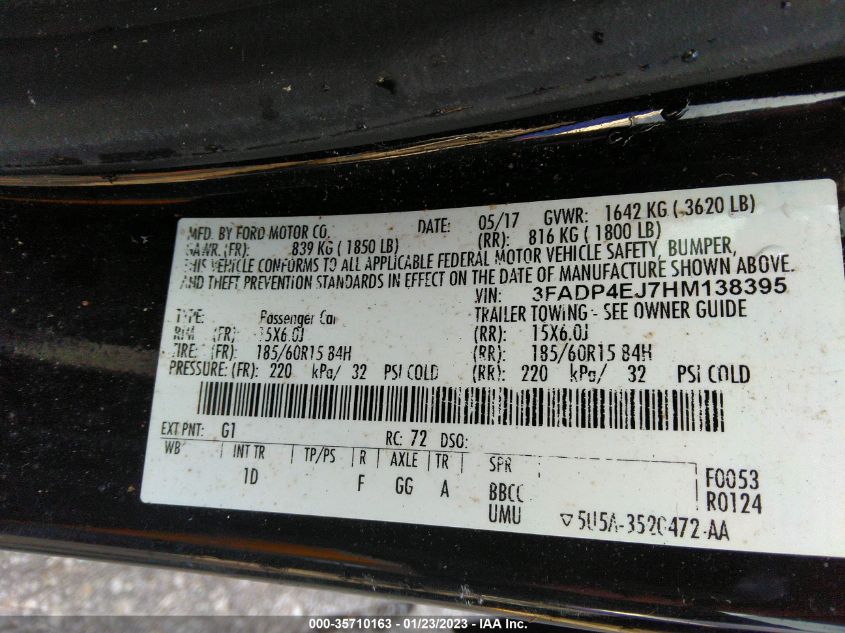 MFD. BY FORD MOTOR CO. DATE: 05/17 GVWR: 1642 KG ( 3620 LB)
GAWR: (FR): 839 KG ( 1850 LB) (RR): 816 KG ( 1800 LB)
THIS VEHICLE CONFORMS TO ALL APPLICABLE FEDERAL MOTOR VEHICLE SAFETY, BUMPER,
AND THEFT PREVENTION STANDARDS IN EFFECT ON THE DATE OF MANUFACTURE SHOWN ABOVE.
VIN: 3FADP4EJ7HM138395
TYPE: Passenger Car TRAILER TOWING - SEE OWNER GUIDE
RIM (FR) 15X6.0J (RR): 15X6.0J
TIRE: (FR): 185/60R15 84H (RR): 185/60R15 84H
PRESSURE: (FR): 220 kPa/ 32 PSI COLD (RR): 220 kPa/ 32 PSI COLD
EXT PNT: G1 RC: 72 DSO:
WB INT TR TP/PS R AXLE TR SPR F0053
1D F GG A BBCC R0124
UMU ▽5U5A-3520472-AA
000-35710163 — 01/23/2023 — IAA Inc.